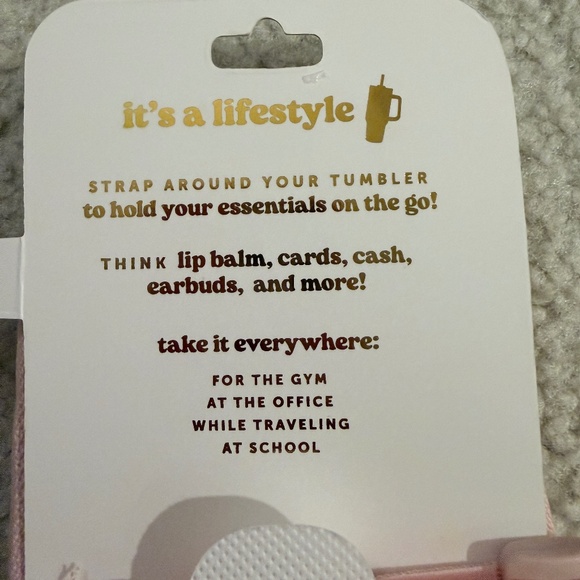 it's a lifestyle
STRAP AROUND YOUR TUMBLER
to hold your essentials on the go!
THINK lip balm, cards, cash,
earbuds, and more!
take it everywhere:
FOR THE GYM
AT THE OFFICE
WHILE TRAVELING
AT SCHOOL